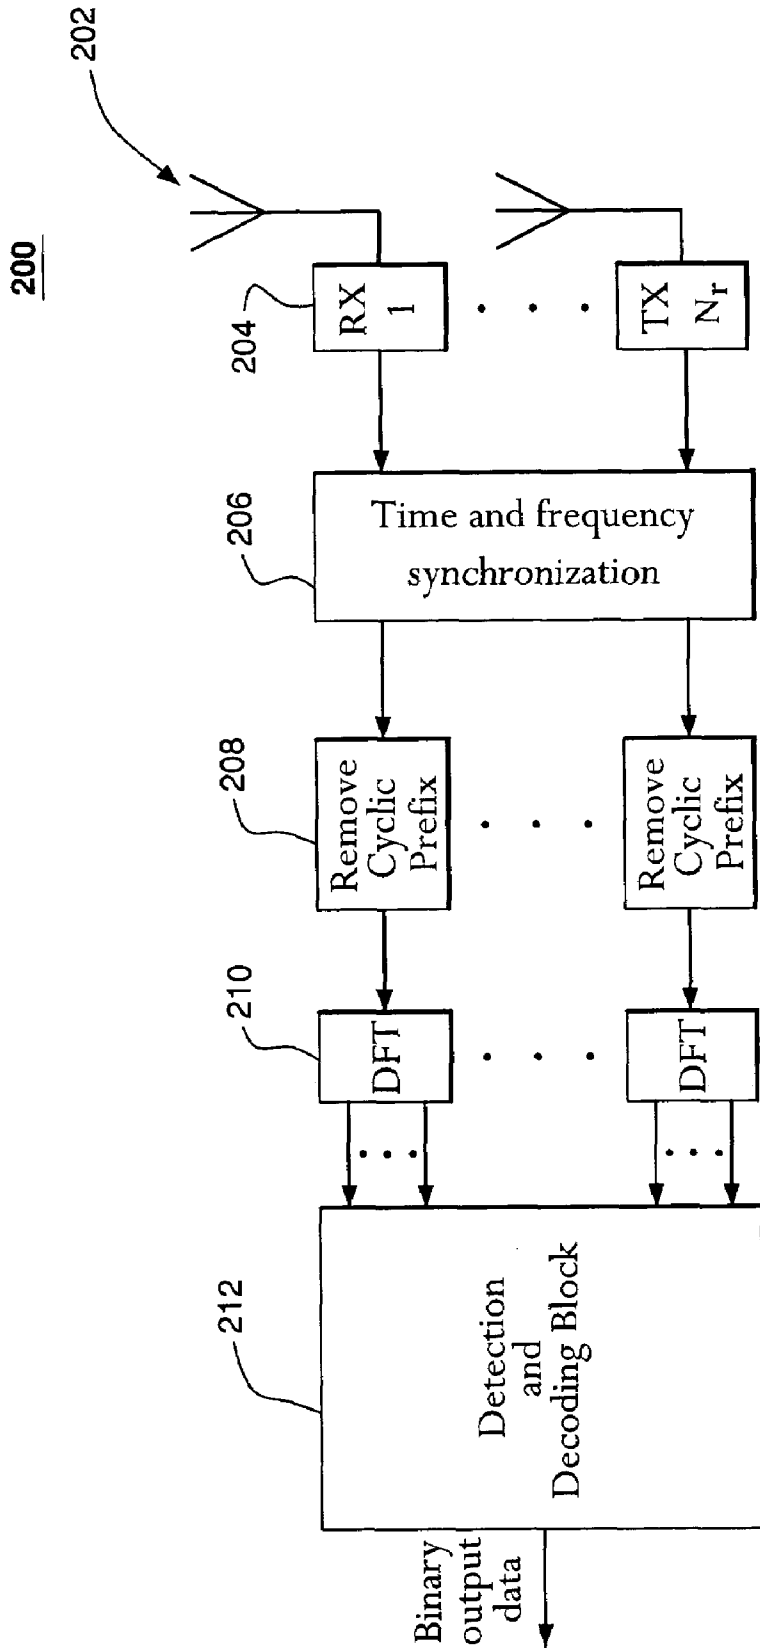 200
202
204
RX
1
TX
N_r
206
Time and frequency
synchronization
208
Remove
Cyclic
Prefix
Remove
Cyclic
Prefix
210
DFT
DFT
212
Detection
and
Decoding Block
Binary
output
data